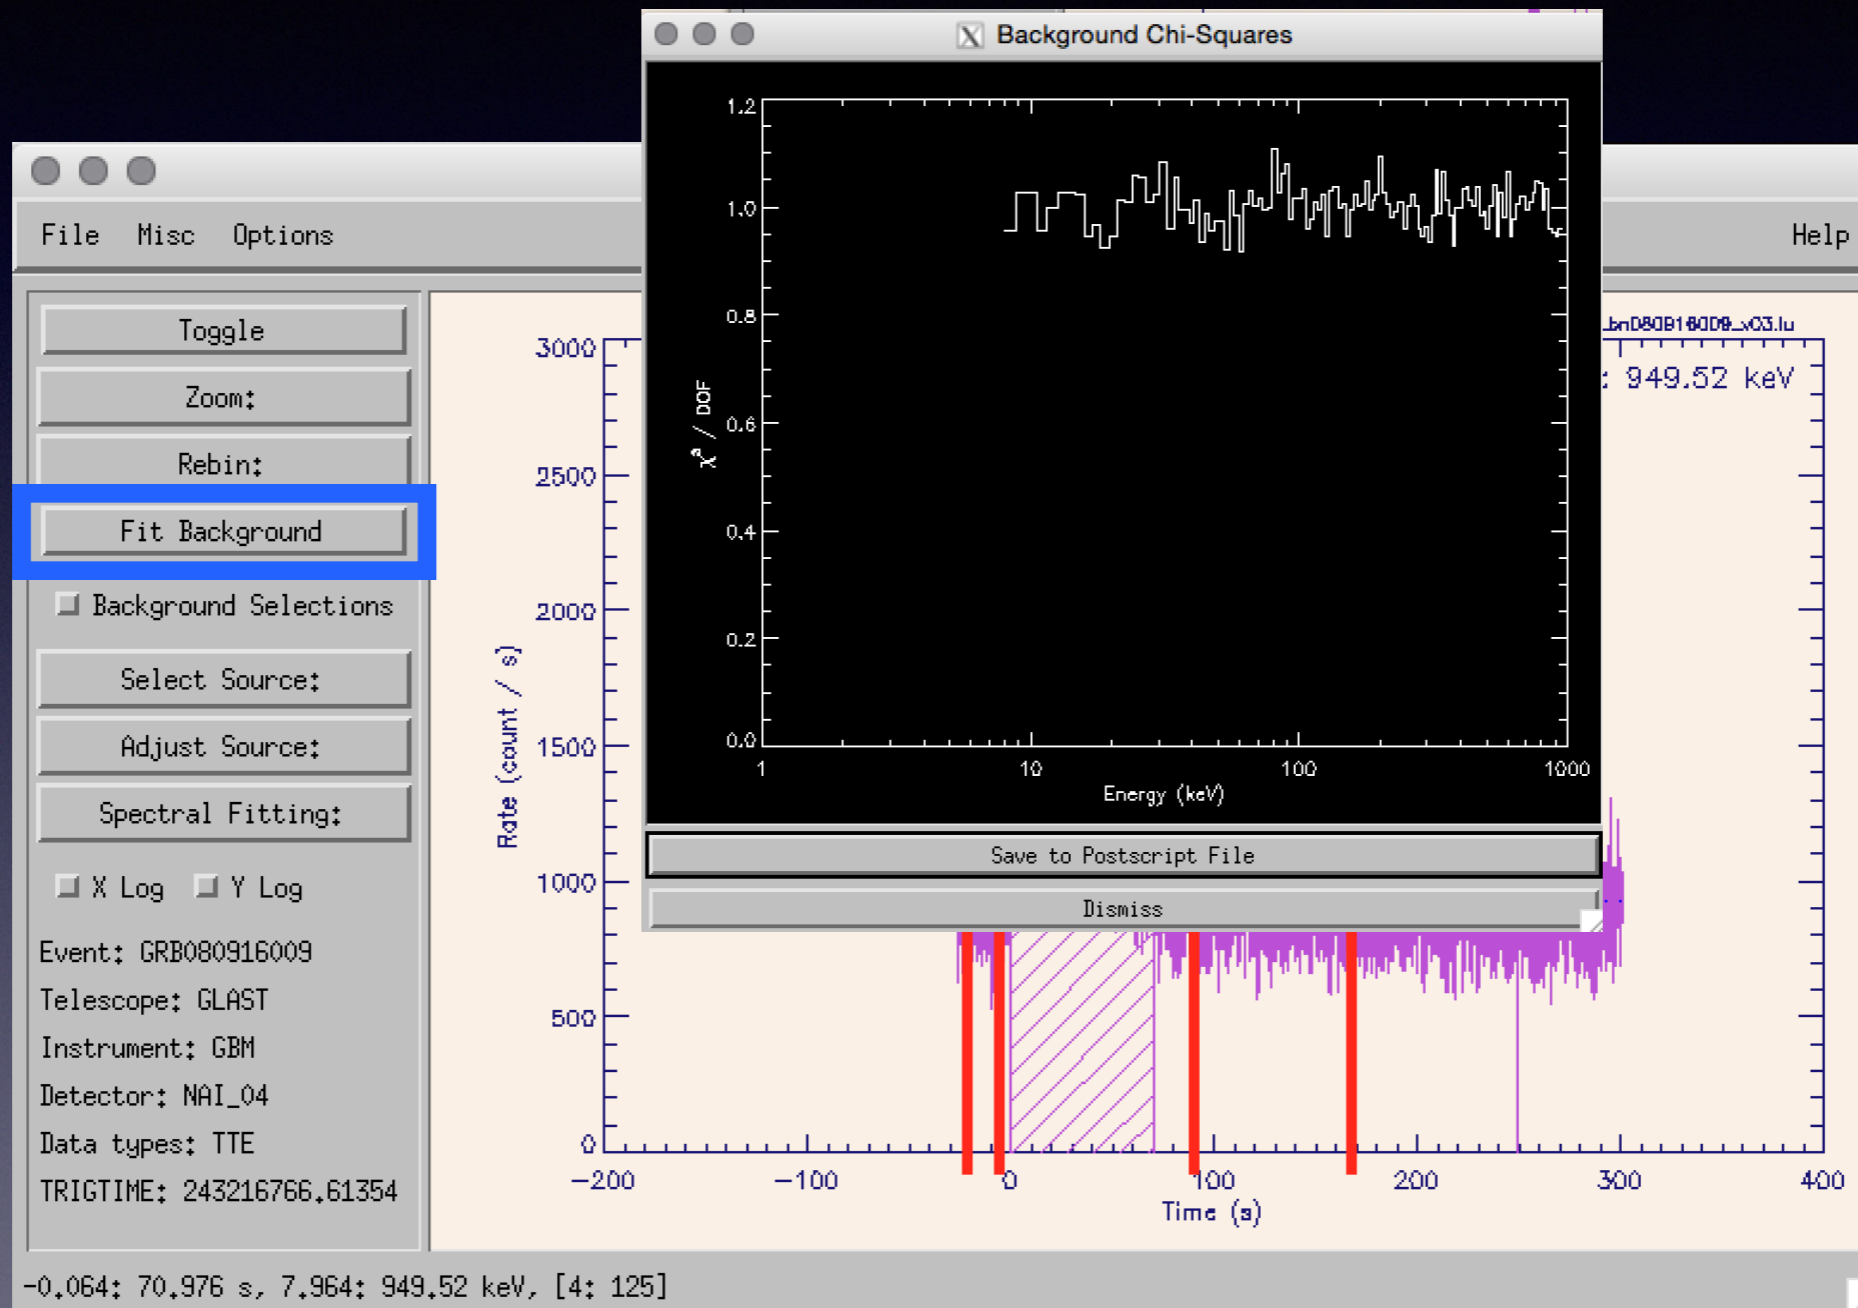 Background Chi-Squares
1.2
1.0
0.8
0.6
0.4
0.2
0.0
χ² / DOF
1 10 100 1000
Energy (keV)
Save to Postscript File
Dismiss
File Misc Options Help
Toggle
Zoom:
Rebin:
Fit Background
Background Selections
Select Source:
Adjust Source:
Spectral Fitting:
X Log Y Log
Event: GRB080916009
Telescope: GLAST
Instrument: GBM
Detector: NAI_04
Data types: TTE
TRIGTIME: 243216766.61354
_bn080916009_v03.lu
: 949.52 keV
3000
2500
2000
1500
1000
500
0
Rate (count / s)
-200 -100 0 100 200 300 400
Time (s)
-0.064: 70.976 s, 7.964: 949.52 keV, [4: 125]